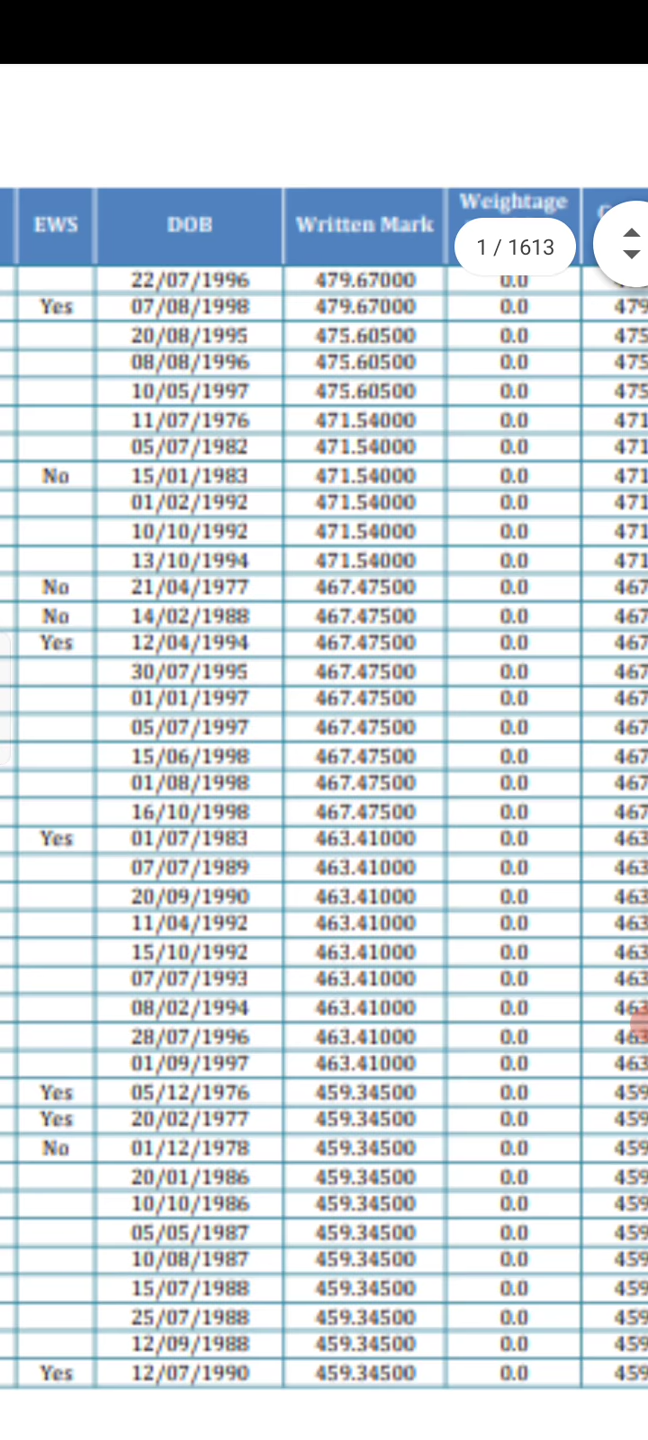 EWS DOB Written Mark Weightage
1 / 1613
22/07/1996 479.67000 0.0
Yes 07/08/1998 479.67000 0.0 479
20/08/1995 475.60500 0.0 475
08/08/1996 475.60500 0.0 475
10/05/1997 475.60500 0.0 475
11/07/1976 471.54000 0.0 471
05/07/1982 471.54000 0.0 471
No 15/01/1983 471.54000 0.0 471
01/02/1992 471.54000 0.0 471
10/10/1992 471.54000 0.0 471
13/10/1994 471.54000 0.0 471
No 21/04/1977 467.47500 0.0 467
No 14/02/1988 467.47500 0.0 467
Yes 12/04/1994 467.47500 0.0 467
30/07/1995 467.47500 0.0 467
01/01/1997 467.47500 0.0 467
05/07/1997 467.47500 0.0 467
15/06/1998 467.47500 0.0 467
01/08/1998 467.47500 0.0 467
16/10/1998 467.47500 0.0 467
Yes 01/07/1983 463.41000 0.0 463
07/07/1989 463.41000 0.0 463
20/09/1990 463.41000 0.0 463
11/04/1992 463.41000 0.0 463
15/10/1992 463.41000 0.0 463
07/07/1993 463.41000 0.0 463
08/02/1994 463.41000 0.0 463
28/07/1996 463.41000 0.0 463
01/09/1997 463.41000 0.0 463
Yes 05/12/1976 459.34500 0.0 459
Yes 20/02/1977 459.34500 0.0 459
No 01/12/1978 459.34500 0.0 459
20/01/1986 459.34500 0.0 459
10/10/1986 459.34500 0.0 459
05/05/1987 459.34500 0.0 459
10/08/1987 459.34500 0.0 459
15/07/1988 459.34500 0.0 459
25/07/1988 459.34500 0.0 459
12/09/1988 459.34500 0.0 459
Yes 12/07/1990 459.34500 0.0 459